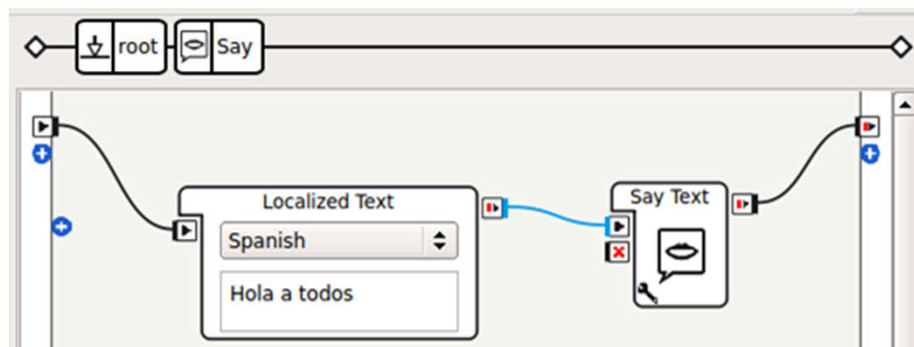 root
Say
Localized Text
Say Text
Spanish
Hola a todos